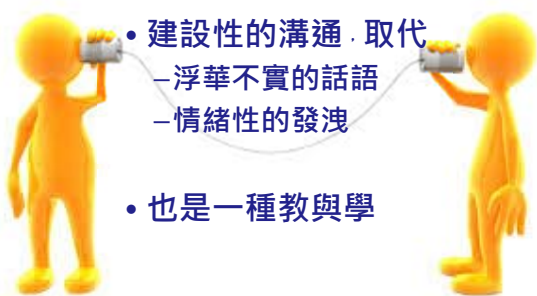 • 建設性的溝通，取代
–浮華不實的話語
–情緒性的發洩
• 也是一種教與學